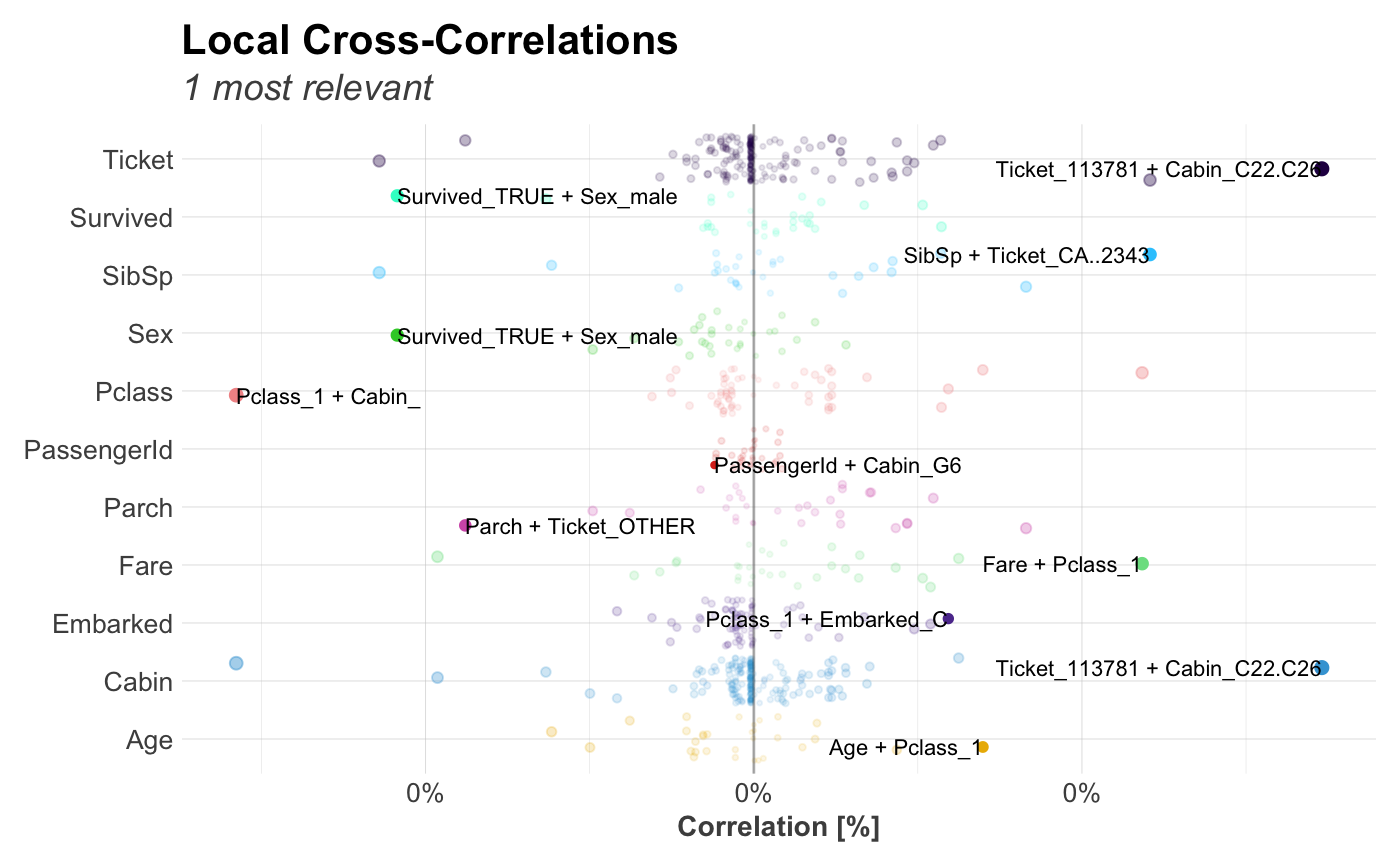 Local Cross-Correlations
1 most relevant
Ticket
Ticket_113781 + Cabin_C22.C26
Survived_TRUE + Sex_male
Survived
SibSp + Ticket_CA..2343
SibSp
Sex
Survived_TRUE + Sex_male
Pclass
Pclass_1 + Cabin_
PassengerId
PassengerId + Cabin_G6
Parch
Parch + Ticket_OTHER
Fare
Fare + Pclass_1
Embarked
Pclass_1 + Embarked_C
Cabin
Ticket_113781 + Cabin_C22.C26
Age
Age + Pclass_1
0% 0% 0%
Correlation [%]